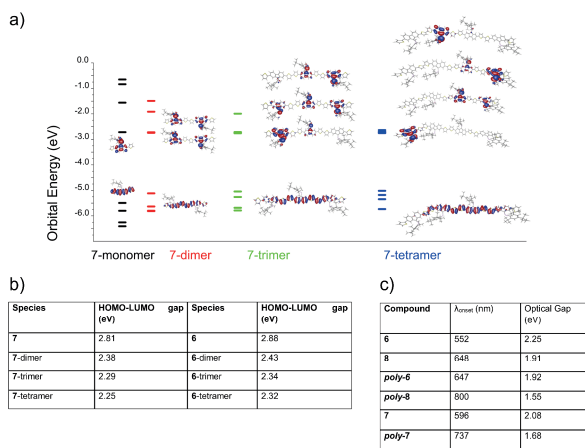 a)
0.0
-1.0
-2.0
-3.0
-4.0
-5.0
-6.0
Orbital Energy (eV)
7-monomer 7-dimer 7-trimer 7-tetramer
b)
Species HOMO-LUMO gap (eV) Species HOMO-LUMO gap (eV)
7 2.81 6 2.88
7-dimer 2.38 6-dimer 2.43
7-trimer 2.29 6-trimer 2.34
7-tetramer 2.25 6-tetramer 2.32
c)
Compound λonset (nm) Optical Gap (eV)
6 552 2.25
8 648 1.91
poly-6 647 1.92
poly-8 800 1.55
7 596 2.08
poly-7 737 1.68